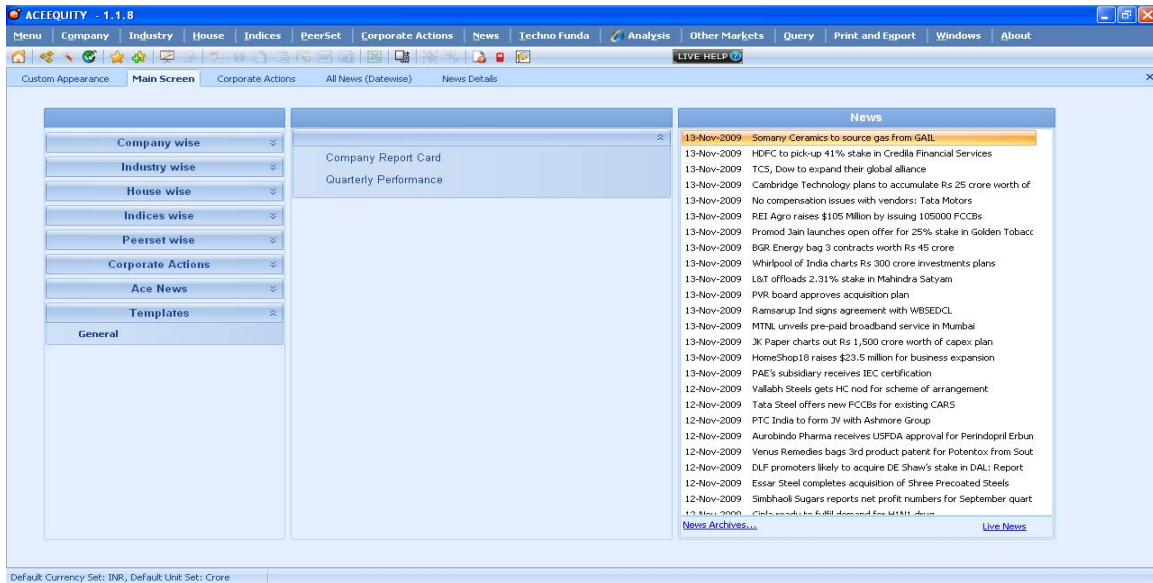 ACEEQUITY - 1.1.8
Menu Company Industry House Indices PeerSet Corporate Actions News Techno Funda Analysis Other Markets Query Print and Export Windows About
LIVE HELP
Custom Appearance Main Screen Corporate Actions All News (Datewise) News Details
Company wise
Industry wise
House wise
Indices wise
Peerset wise
Corporate Actions
Ace News
Templates
General
Company Report Card
Quarterly Performance
News
13-Nov-2009 Somany Ceramics to source gas from GAIL
13-Nov-2009 HDFC to pick-up 41% stake in Credila Financial Services
13-Nov-2009 TCS, Dow to expand their global alliance
13-Nov-2009 Cambridge Technology plans to accumulate Rs 25 crore worth of
13-Nov-2009 No compensation issues with vendors: Tata Motors
13-Nov-2009 REI Agro raises $105 Million by issuing 105000 FCCBs
13-Nov-2009 Promod Jain launches open offer for 25% stake in Golden Tobacc
13-Nov-2009 BGR Energy bag 3 contracts worth Rs 45 crore
13-Nov-2009 Whirlpool of India charts Rs 300 crore investments plans
13-Nov-2009 L&T offloads 2.31% stake in Mahindra Satyam
13-Nov-2009 PVR board approves acquisition plan
13-Nov-2009 Ramsarup Ind signs agreement with WBSEDCL
13-Nov-2009 MTNL unveils pre-paid broadband service in Mumbai
13-Nov-2009 JK Paper charts out Rs 1,500 crore worth of capex plan
13-Nov-2009 HomeShop18 raises $23.5 million for business expansion
13-Nov-2009 PAE's subsidiary receives IEC certification
12-Nov-2009 Vallabh Steels gets HC nod for scheme of arrangement
12-Nov-2009 Tata Steel offers new FCCBs for existing CARS
12-Nov-2009 PTC India to form JV with Ashmore Group
12-Nov-2009 Aurobindo Pharma receives USFDA approval for Perindopril Erbun
12-Nov-2009 Venus Remedies bags 3rd product patent for Potentox from Sout
12-Nov-2009 DLF promoters likely to acquire DE Shaw's stake in DAL: Report
12-Nov-2009 Essar Steel completes acquisition of Shree Precoated Steels
12-Nov-2009 Simbhaoli Sugars reports net profit numbers for September quart
12-Nov-2009 Cipla ready to fulfil demand for H1N1 drug
News Archives... Live News
Default Currency Set: INR, Default Unit Set: Crore